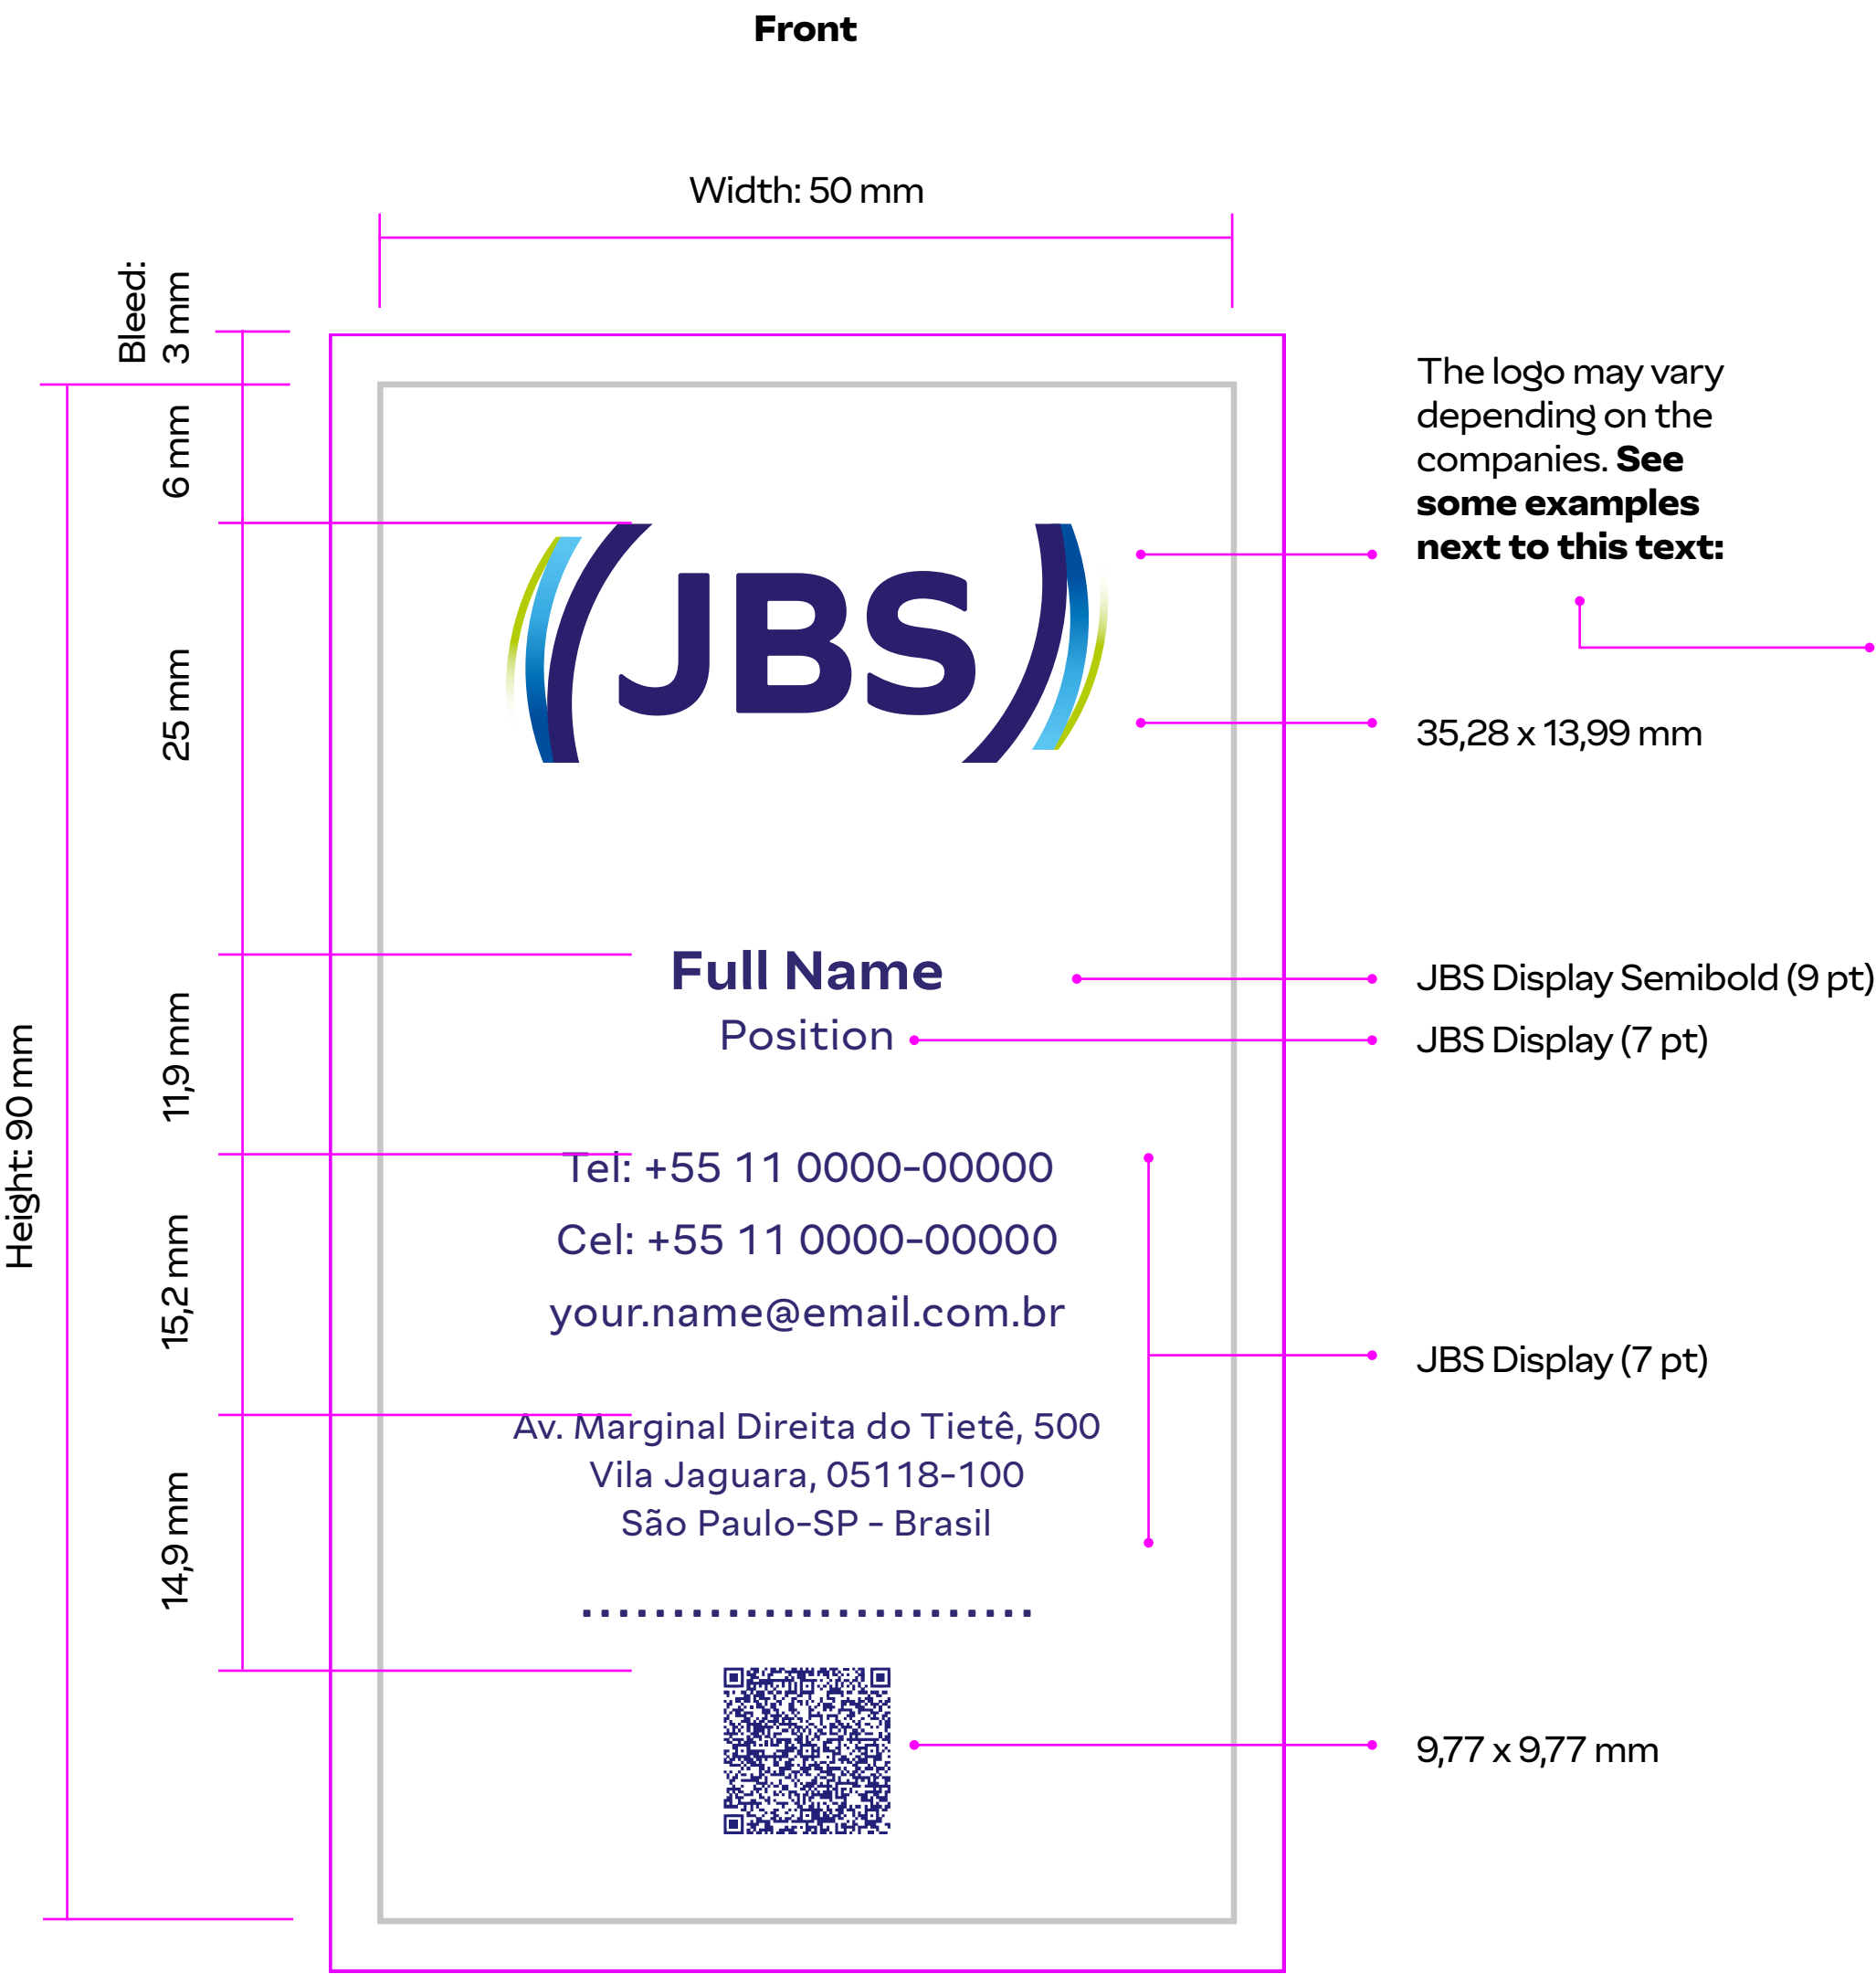 Front
Width: 50 mm
Bleed:
3 mm
6 mm
25 mm
11,9 mm
15,2 mm
14,9 mm
Height: 90 mm
JBS
Full Name
Position
Tel: +55 11 0000-00000
Cel: +55 11 0000-00000
your.name@email.com.br
Av. Marginal Direita do Tietê, 500
Vila Jaguara, 05118-100
São Paulo-SP - Brasil
The logo may vary
depending on the
companies. See
some examples
next to this text:
35,28 x 13,99 mm
JBS Display Semibold (9 pt)
JBS Display (7 pt)
JBS Display (7 pt)
9,77 x 9,77 mm